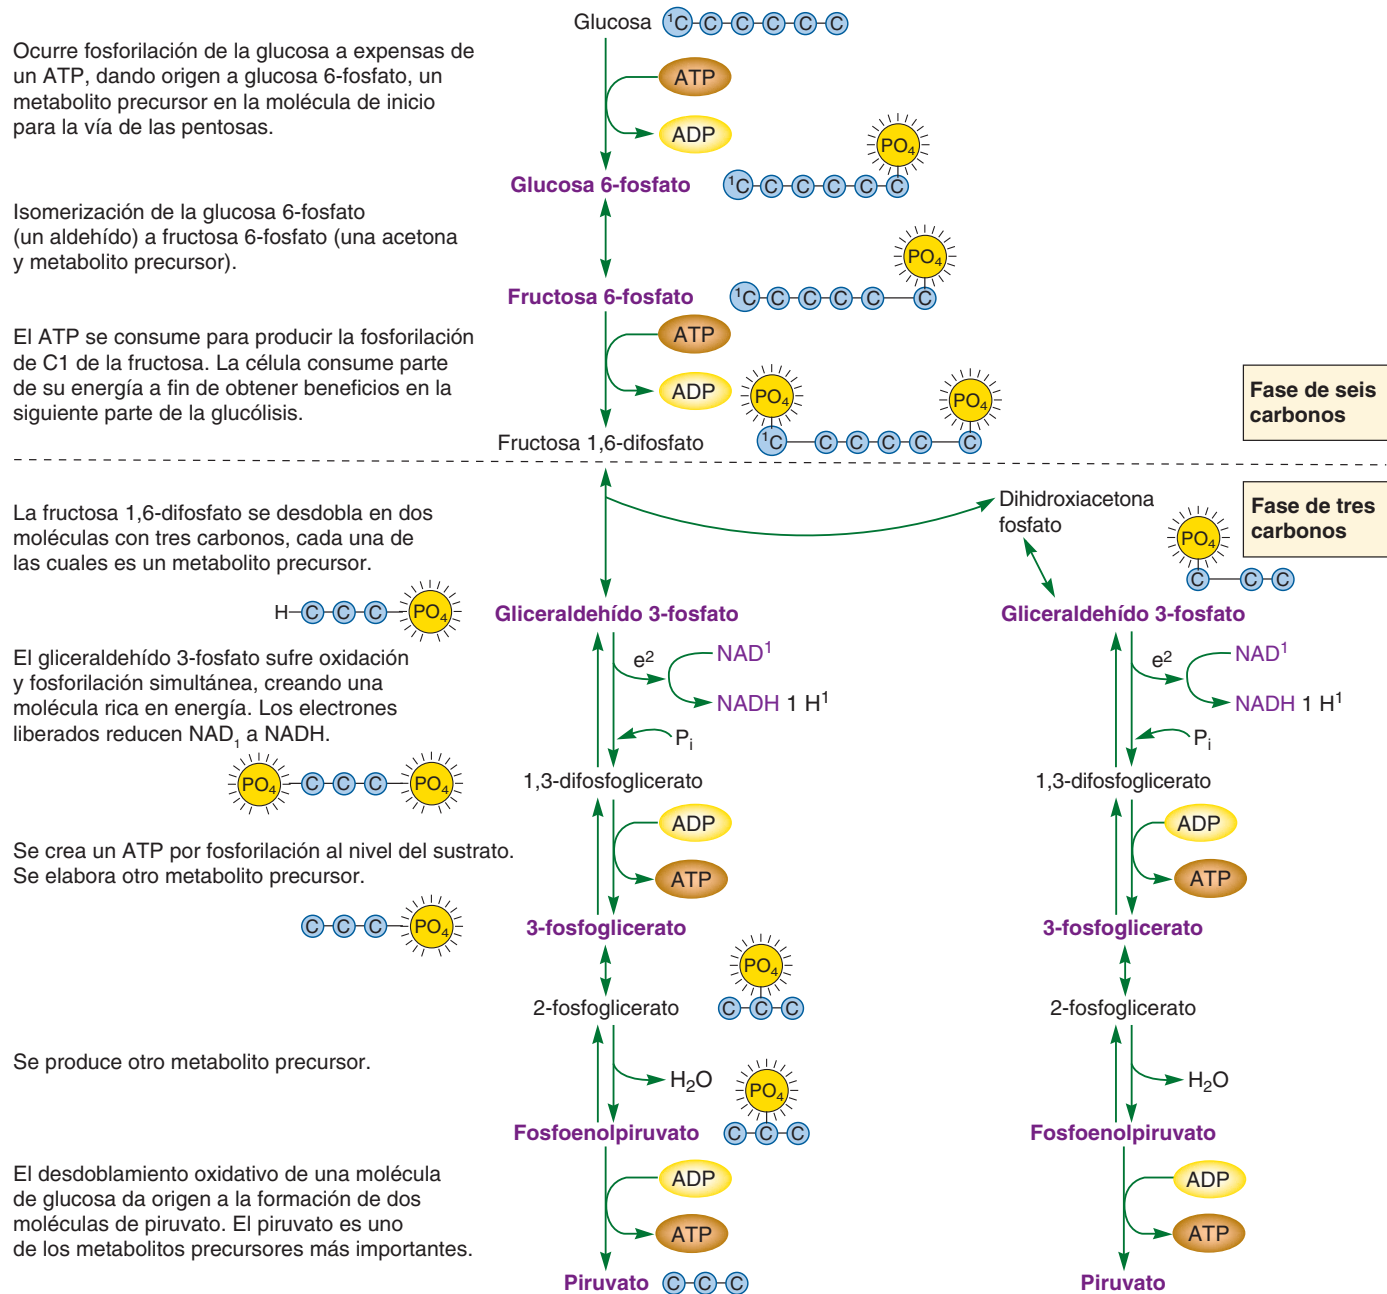 Glucosa ¹C C C C C C
Ocurre fosforilación de la glucosa a expensas de
un ATP, dando origen a glucosa 6-fosfato, un
metabolito precursor en la molécula de inicio
para la vía de las pentosas.
ATP
ADP
PO₄
Glucosa 6-fosfato ¹C C C C C C
Isomerización de la glucosa 6-fosfato
(un aldehído) a fructosa 6-fosfato (una acetona
y metabolito precursor).
PO₄
Fructosa 6-fosfato ¹C C C C C C
El ATP se consume para producir la fosforilación
de C1 de la fructosa. La célula consume parte
de su energía a fin de obtener beneficios en la
siguiente parte de la glucólisis.
ATP
ADP
PO₄ PO₄
Fructosa 1,6-difosfato ¹C C C C C C
Fase de seis
carbonos
Fase de tres
carbonos
La fructosa 1,6-difosfato se desdobla en dos
moléculas con tres carbonos, cada una de
las cuales es un metabolito precursor.
Dihidroxiacetona
fosfato
PO₄
C C C
H C C C PO₄
Gliceraldehído 3-fosfato
Gliceraldehído 3-fosfato
El gliceraldehído 3-fosfato sufre oxidación
y fosforilación simultánea, creando una
molécula rica en energía. Los electrones
liberados reducen NAD₁ a NADH.
e² NAD¹
NADH 1 H¹
Pᵢ
e² NAD¹
NADH 1 H¹
Pᵢ
PO₄ C C C PO₄
1,3-difosfoglicerato
1,3-difosfoglicerato
Se crea un ATP por fosforilación al nivel del sustrato.
Se elabora otro metabolito precursor.
ADP
ATP
ADP
ATP
C C C PO₄
3-fosfoglicerato
3-fosfoglicerato
PO₄
2-fosfoglicerato C C C
2-fosfoglicerato
Se produce otro metabolito precursor.
H₂O
H₂O
PO₄
Fosfoenolpiruvato C C C
Fosfoenolpiruvato
El desdoblamiento oxidativo de una molécula
de glucosa da origen a la formación de dos
moléculas de piruvato. El piruvato es uno
de los metabolitos precursores más importantes.
ADP
ATP
ADP
ATP
Piruvato C C C
Piruvato